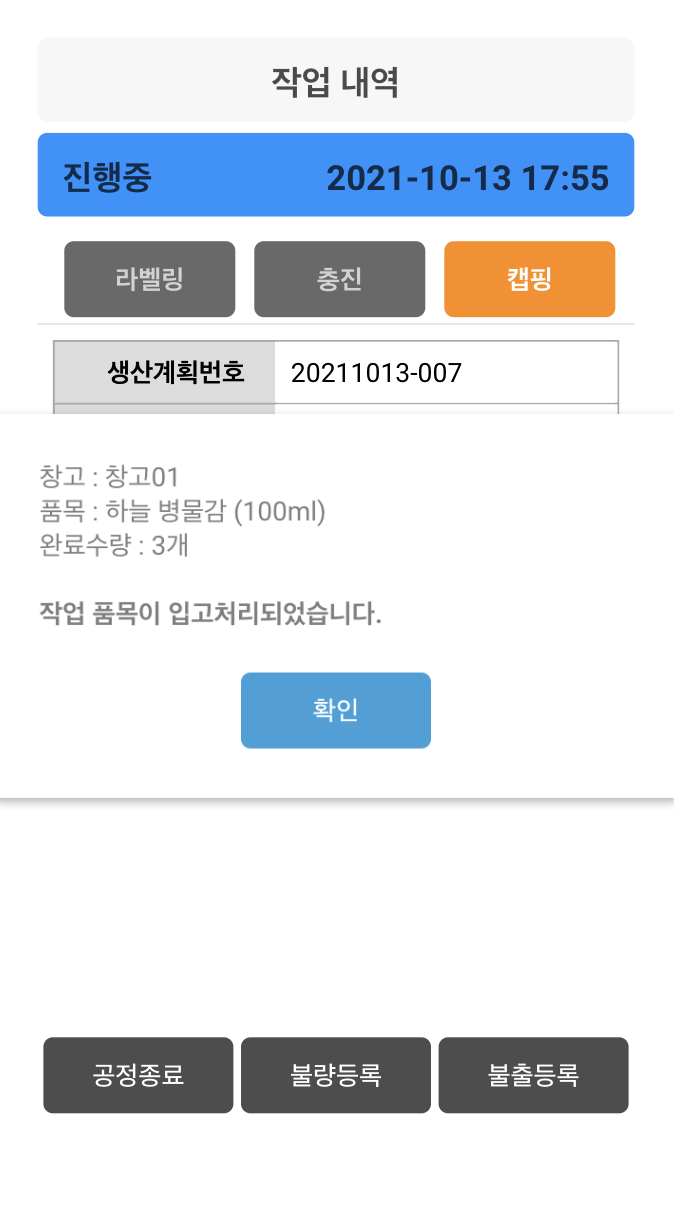 작업 내역
진행중 2021-10-13 17:55
라벨링 충진 캡핑
생산계획번호 20211013-007
창고 : 창고01
품목 : 하늘 병물감 (100ml)
완료수량 : 3개
작업 품목이 입고처리되었습니다.
확인
공정종료 불량등록 불출등록